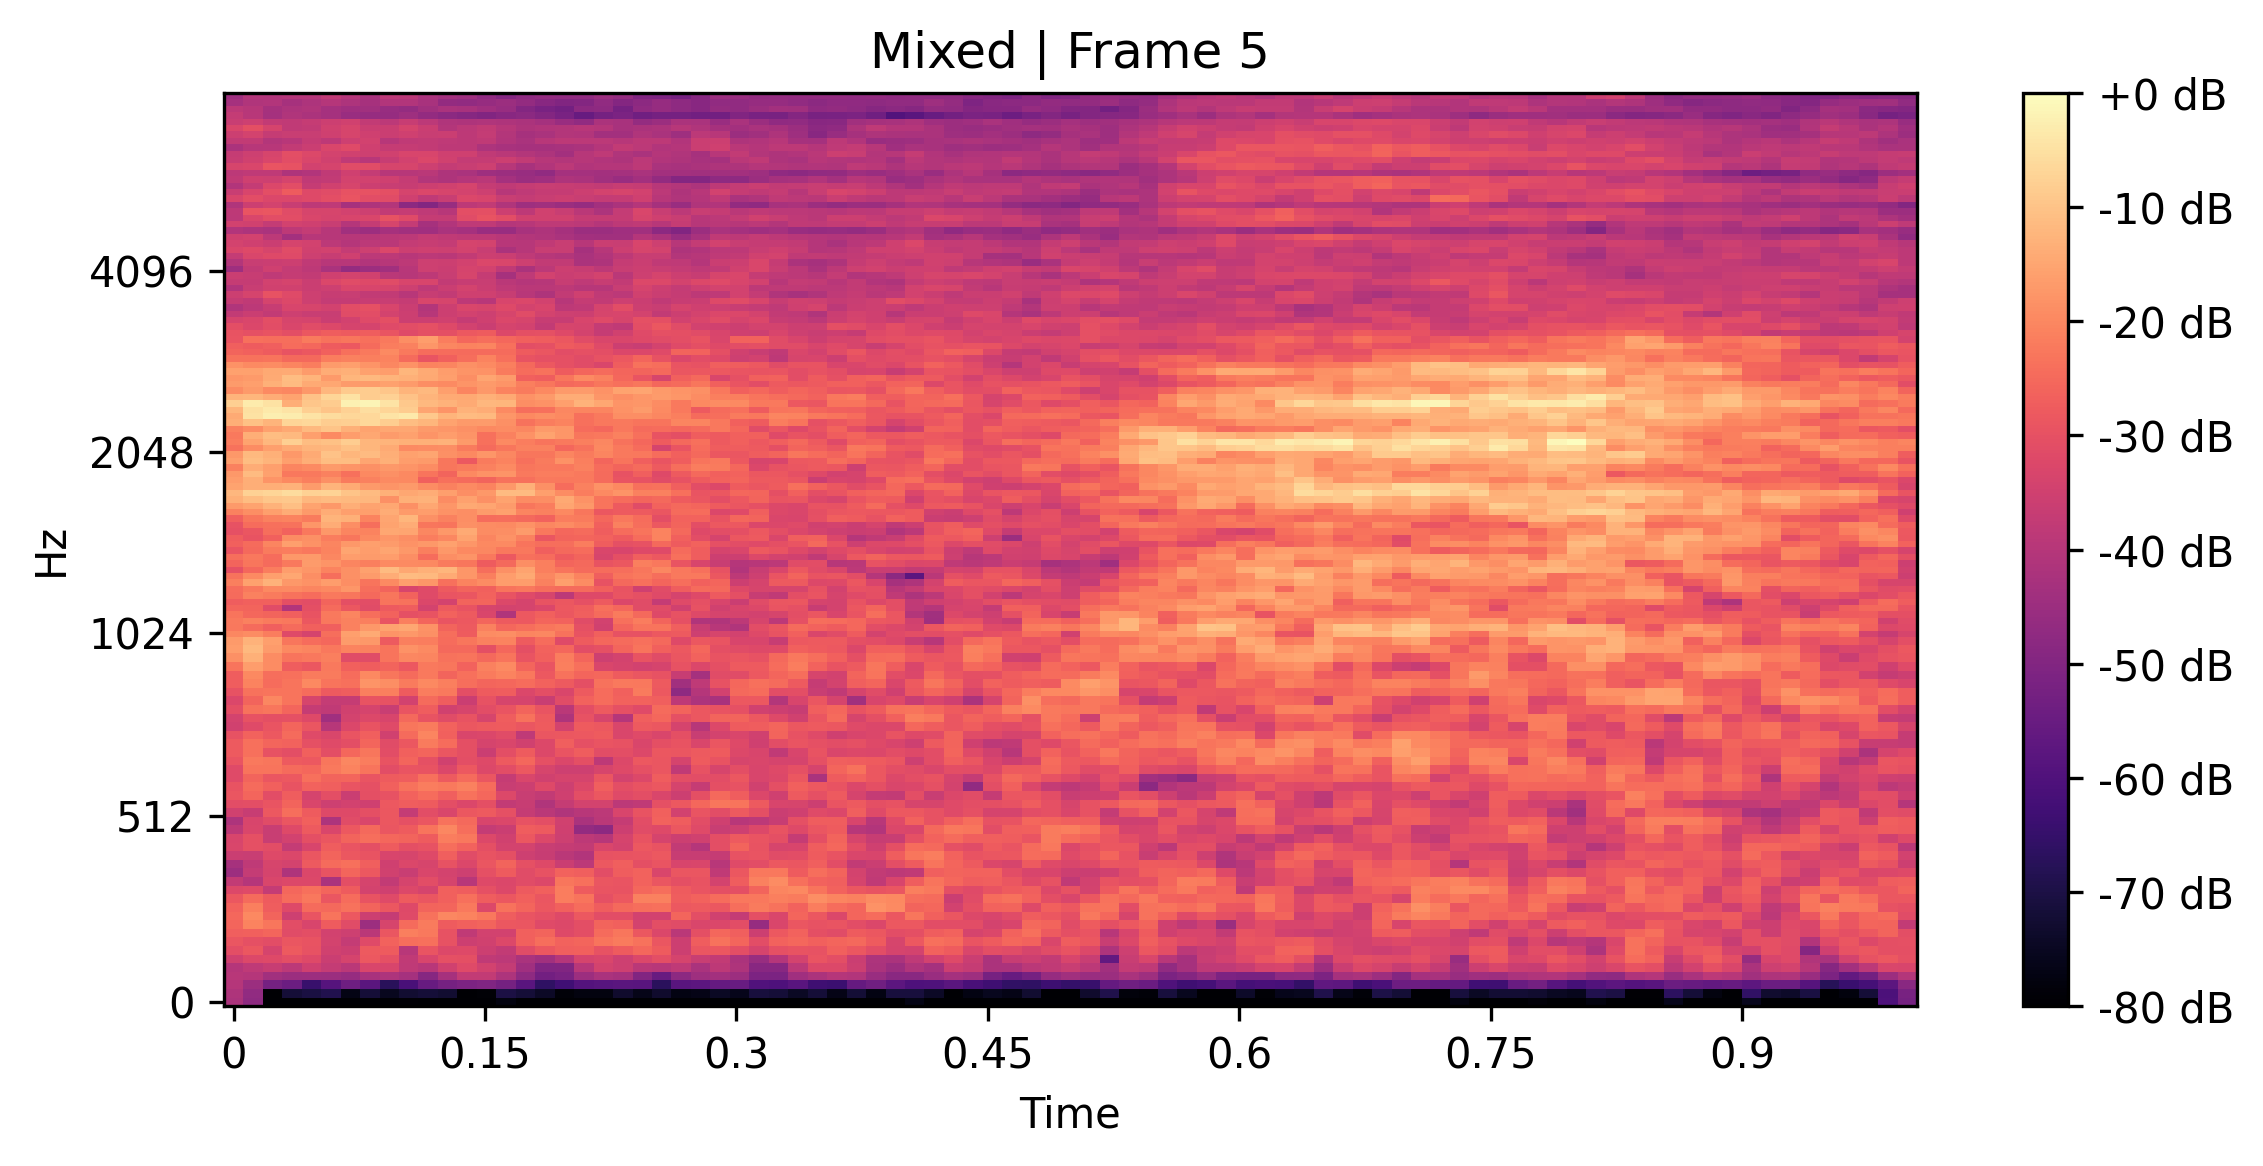 Mixed | Frame 5
Hz
4096
2048
1024
512
0
0 0.15 0.3 0.45 0.6 0.75 0.9
Time
+0 dB
-10 dB
-20 dB
-30 dB
-40 dB
-50 dB
-60 dB
-70 dB
-80 dB